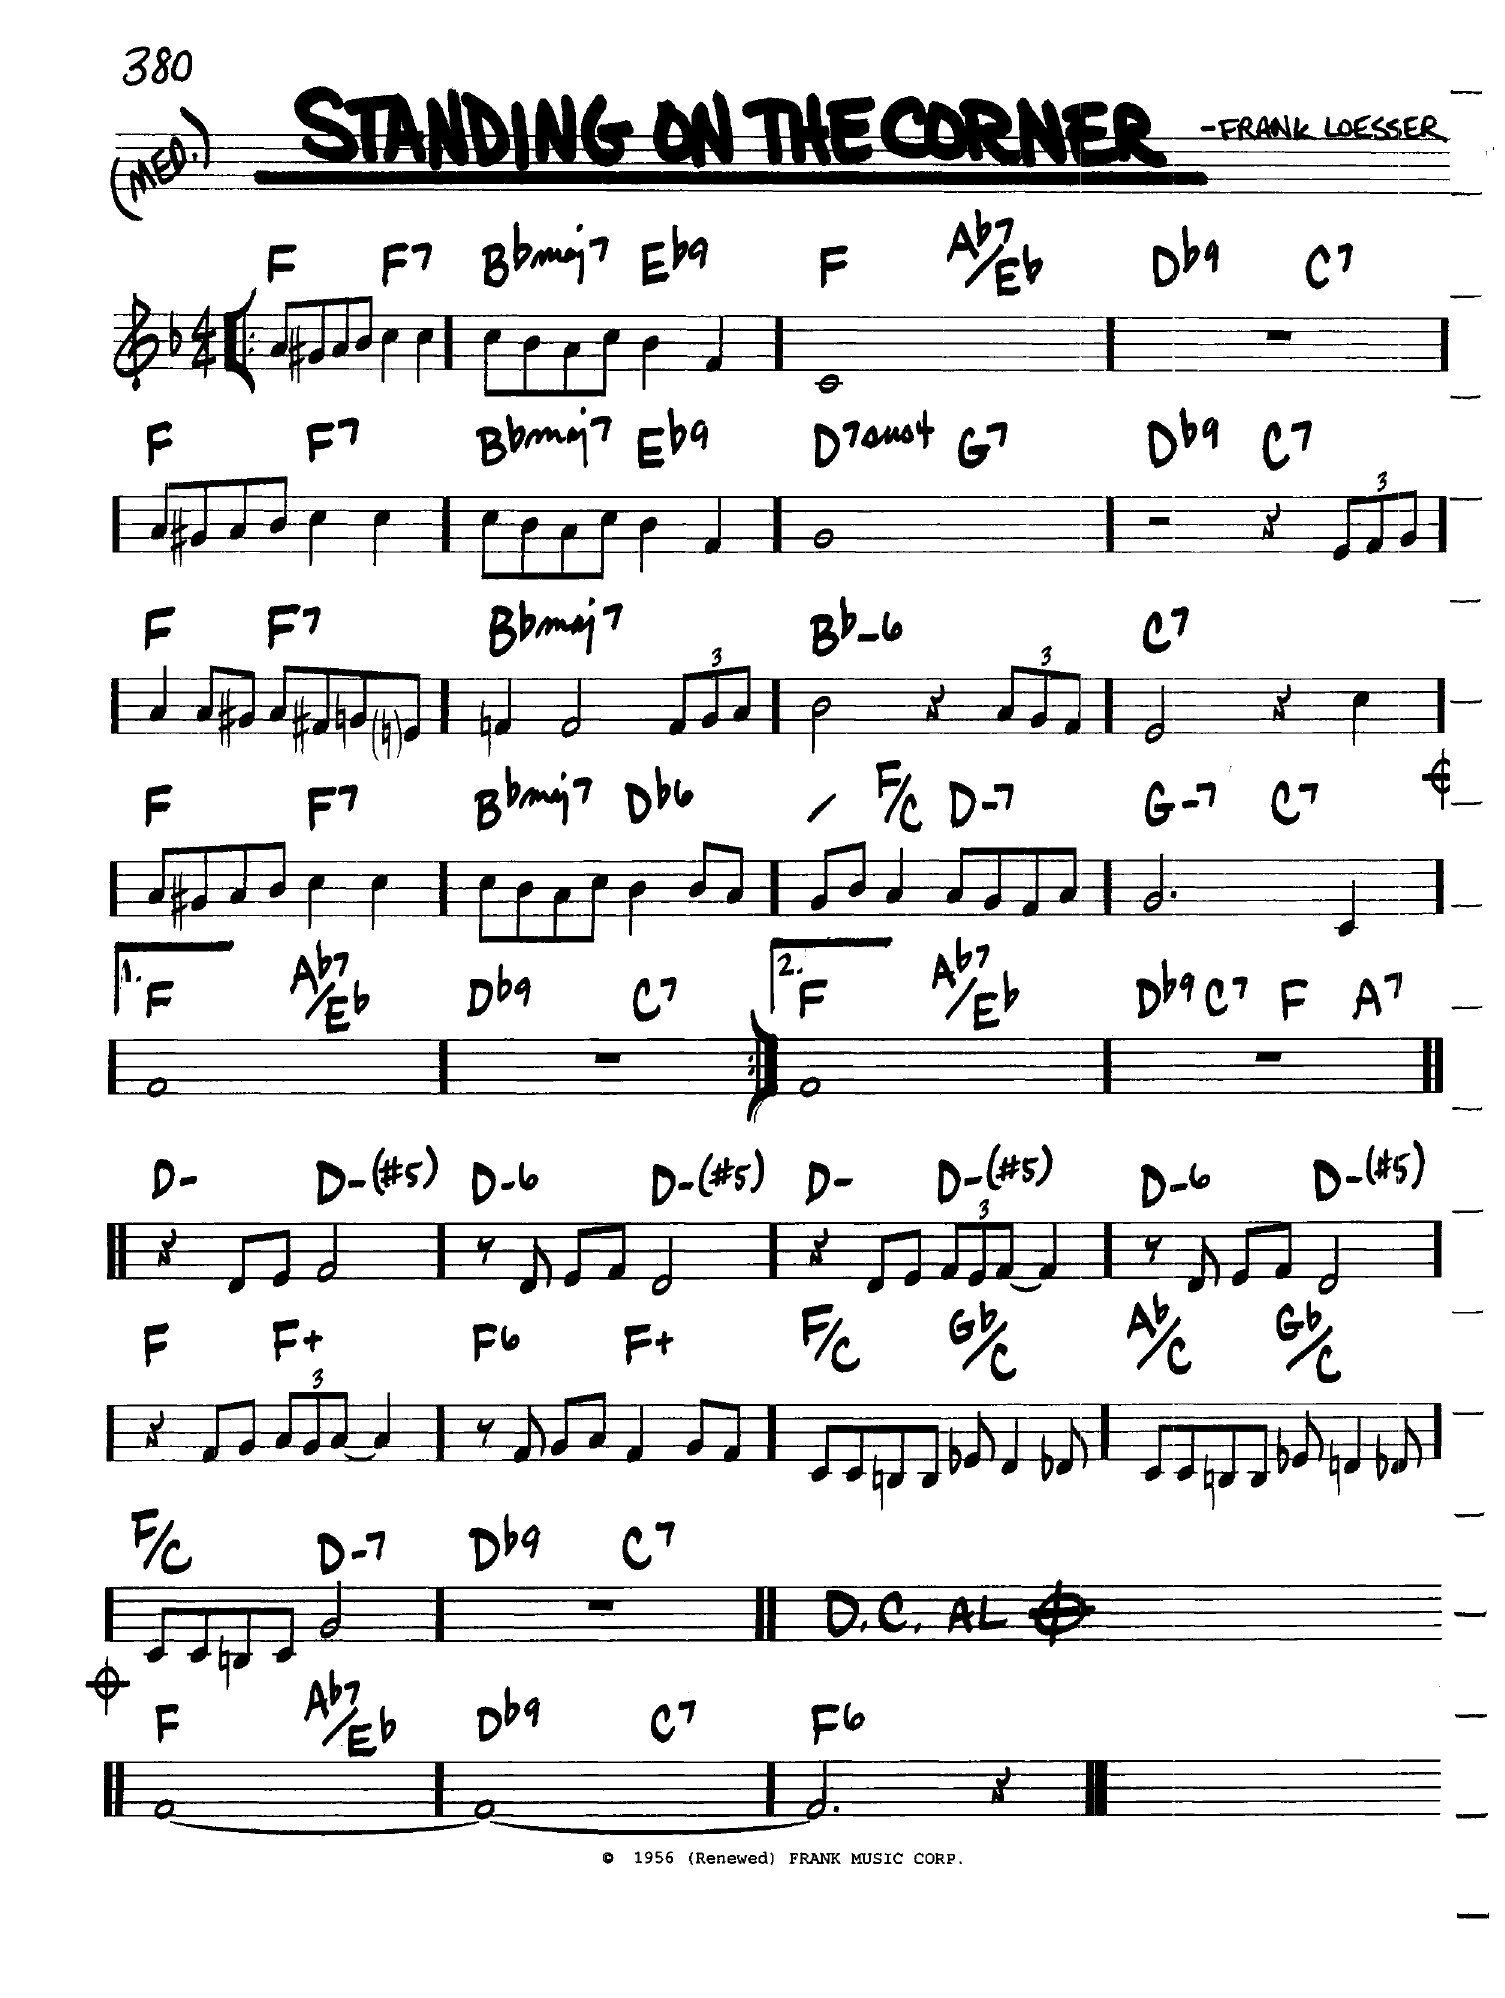 380
STANDING ON THE CORNER
-FRANK LOESSER
(MED.)
F F7 Bbmaj7 Eb9 F Ab7/Eb Db9 C7
4/4
F F7 Bbmaj7 Eb9 D7sus4 G7 Db9 C7
3
F F7 Bbmaj7 Bb-6 C7
3 3
F F7 Bbmaj7 Db6 / F/C D-7 G-7 C7
1. F Ab7/Eb Db9 C7 2. F Ab7/Eb Db9 C7 F A7
D- D-(#5) D-6 D-(#5) D- D-(#5) D-6 D-(#5)
3
F F+ F6 F+ F/C Gb/C Ab/C Gb/C
3
F/C D-7 Db9 C7
D.C. AL
F Ab7/Eb Db9 C7 F6
© 1956 (Renewed) FRANK MUSIC CORP.